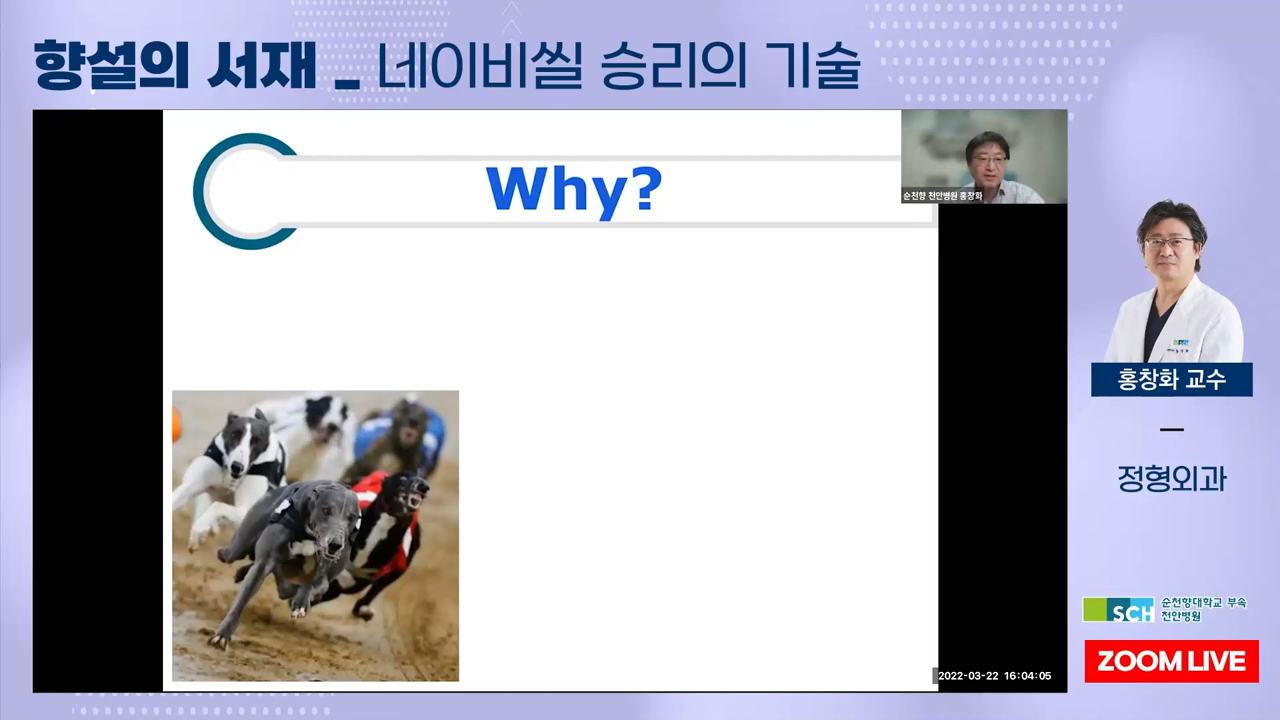 향설의 서재 _ 네이비씰 승리의 기술
Why?
순천향 천안병원 홍창화
홍창화 교수
정형외과
SCH 순천향대학교 부속
천안병원
ZOOM LIVE
2022-03-22 16:04:05